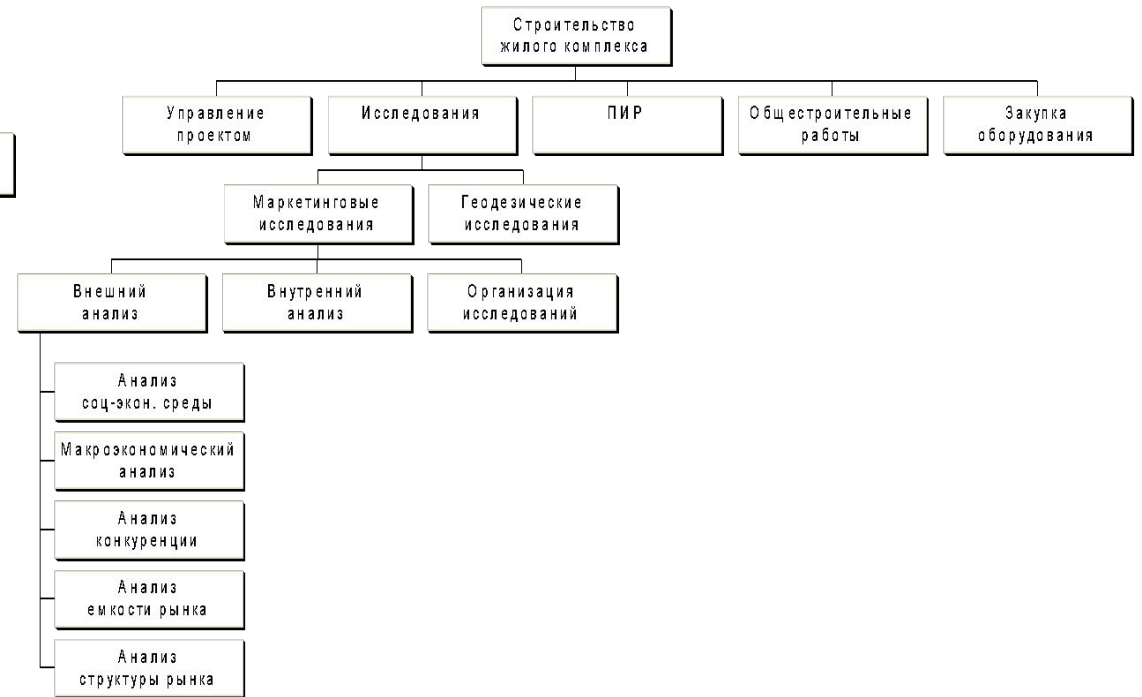 Строительство
жилого комплекса
Управление
проектом
Исследования
ПИР
Общестроительные
работы
Закупка
оборудования
Маркетинговые
исследования
Геодезические
исследования
Внешний
анализ
Внутренний
анализ
Организация
исследований
Анализ
соц-экон. среды
Макроэкономический
анализ
Анализ
конкуренции
Анализ
емкости рынка
Анализ
структуры рынка